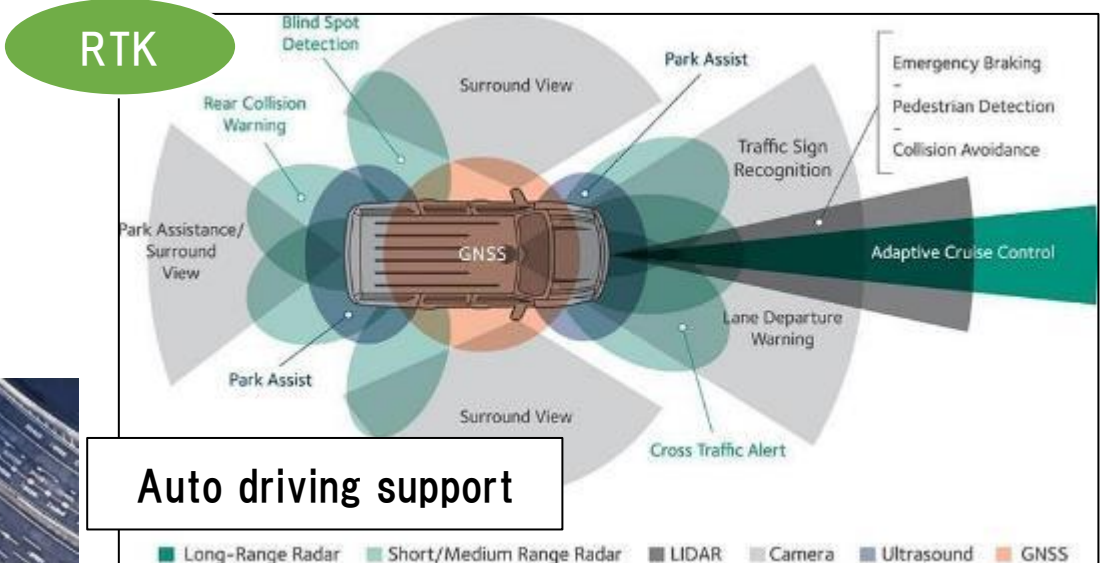 RTK
Blind Spot
Detection
Surround View
Park Assist
Emergency Braking
-
Pedestrian Detection
-
Collision Avoidance
Rear Collision
Warning
Traffic Sign
Recognition
Park Assistance/
Surround
View
GNSS
Adaptive Cruise Control
Lane Departure
Warning
Park Assist
Surround View
Cross Traffic Alert
Auto driving support
Long-Range Radar
Short/Medium Range Radar
LIDAR
Camera
Ultrasound
GNSS